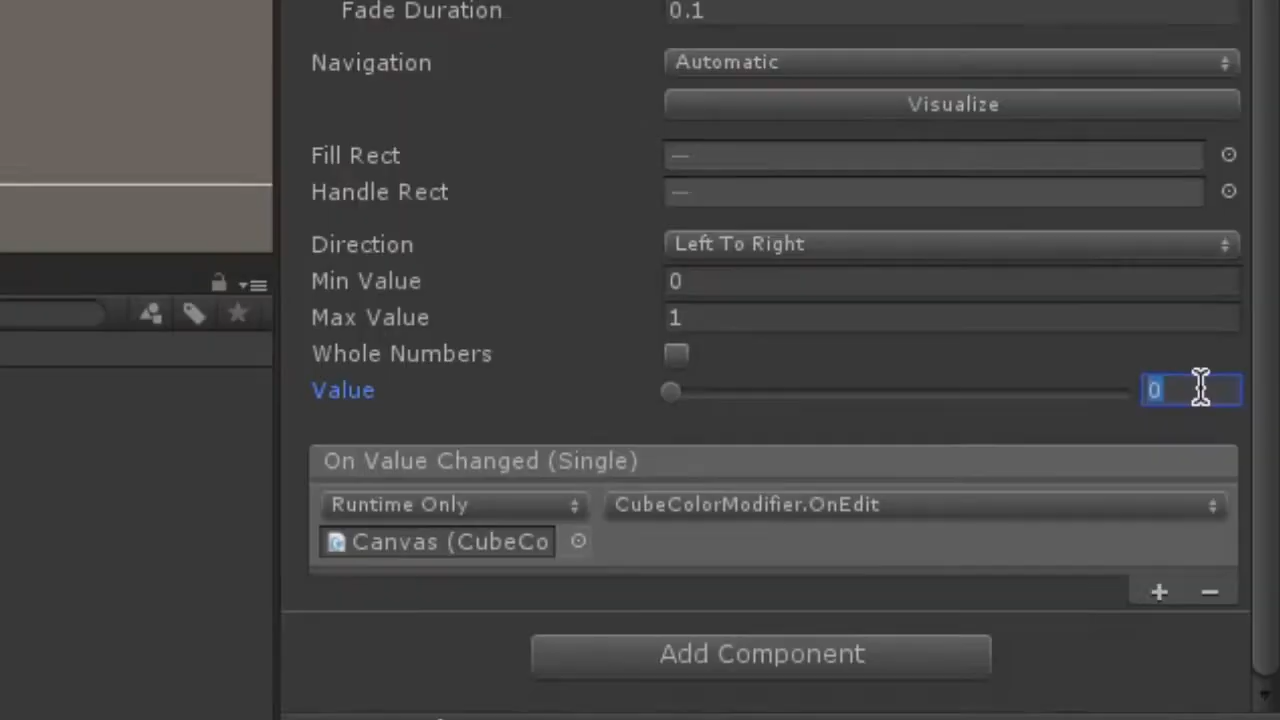 Fade Duration 0.1
Navigation Automatic
Visualize
Fill Rect —
Handle Rect —
Direction Left To Right
Min Value 0
Max Value 1
Whole Numbers
Value 0
On Value Changed (Single)
Runtime Only CubeColorModifier.OnEdit
Canvas (CubeCo
+ −
Add Component